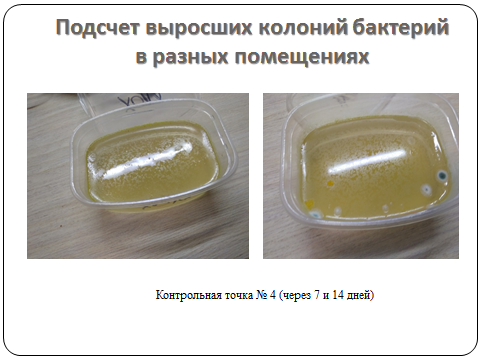 Подсчет выросших колоний бактерий
в разных помещениях
Контрольная точка № 4 (через 7 и 14 дней)